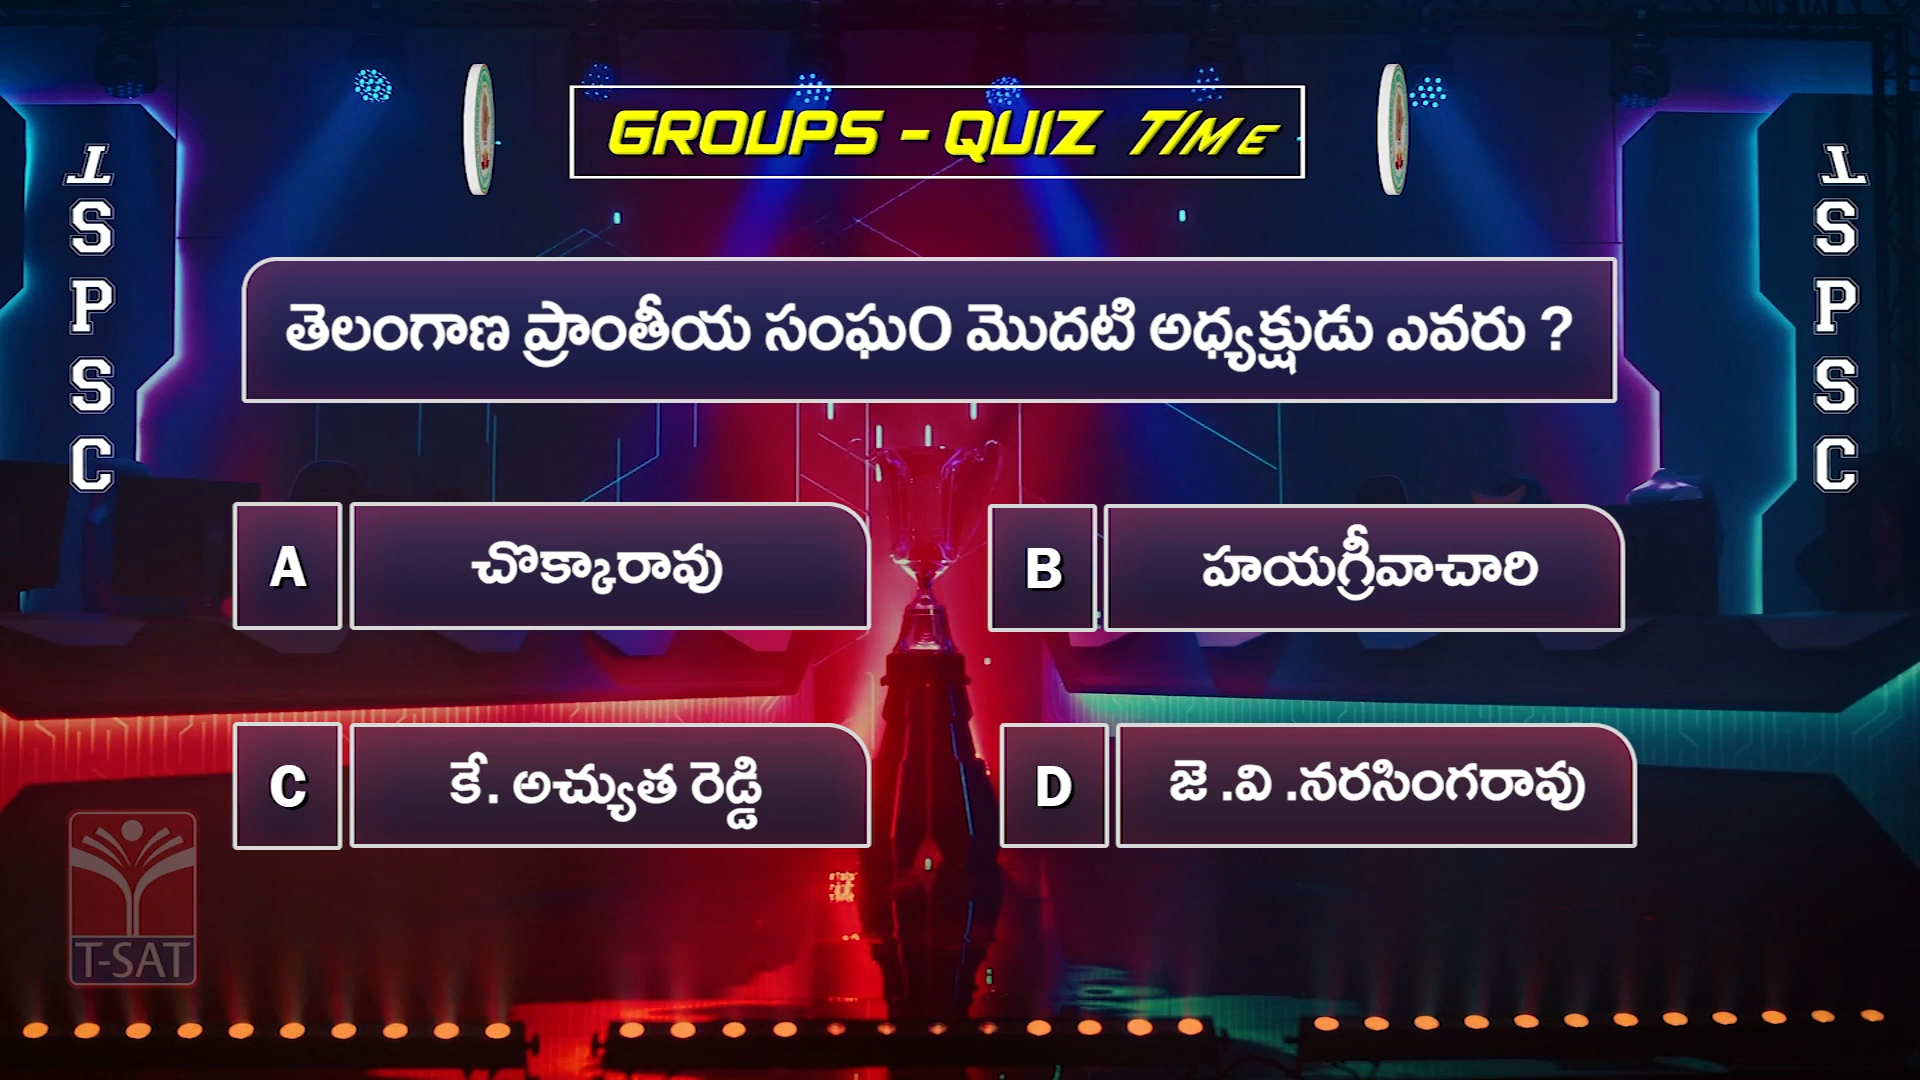 GROUPS - QUIZ TIME
TSPSC
TSPSC
తెలంగాణ ప్రాంతీయ సంఘంO మొదటి అధ్యక్షుడు ఎవరు ?
A చొక్కారావు
B హయగ్రీవాచారి
C కే. అచ్యుత రెడ్డి
D జె .వి .నరసింగరావు
T-SAT